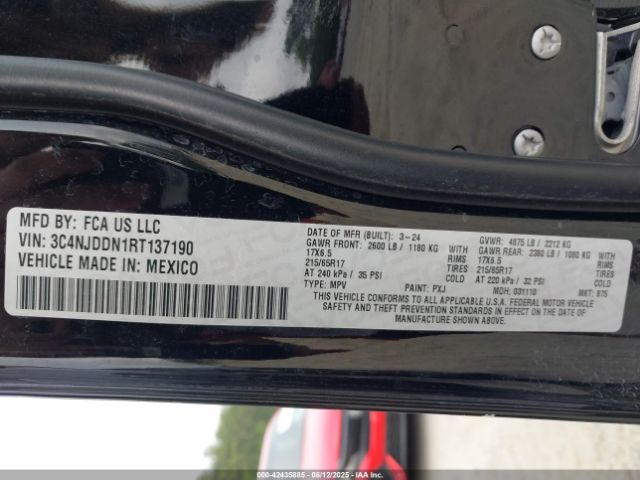 MFD BY: FCA US LLC
VIN: 3C4NJDDN1RT137190
VEHICLE MADE IN: MEXICO
DATE OF MFR (BUILT): 3-24 GVWR: 4875 LB / 2212 KG
GAWR FRONT: 2600 LB / 1180 KG GAWR REAR: 2380 LB / 1080 KG
17X6.5 RIMS 17X6.5 RIMS
215/65R17 TIRES 215/65R17 TIRES
AT 240 kPa / 35 PSI COLD AT 220 kPa / 32 PSI COLD
TYPE: MPV PAINT: PXJ MDH: 031110 MKT: 875
THIS VEHICLE CONFORMS TO ALL APPLICABLE U.S.A. FEDERAL MOTOR VEHICLE
SAFETY AND THEFT PREVENTION STANDARDS IN EFFECT ON THE DATE OF
MANUFACTURE SHOWN ABOVE.
000-42435885 - 06/12/2025 - IAAI.COM